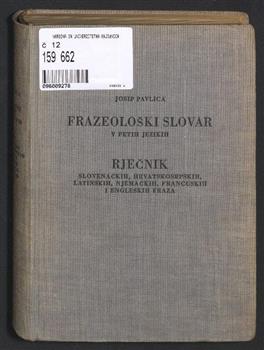 NARODNA IN UNIVERZITETNA KNJIŽNICA
č 12
159 662
096009278
JOSIP PAVLICA
FRAZEOLOŠKI SLOVAR
V PETIH JEZIKIH
RJEČNIK
SLOVENAČKIH, HRVATSKOSRPSKIH,
LATINSKIH, NJEMAČKIH, FRANCUSKIH
I ENGLESKIH FRAZA